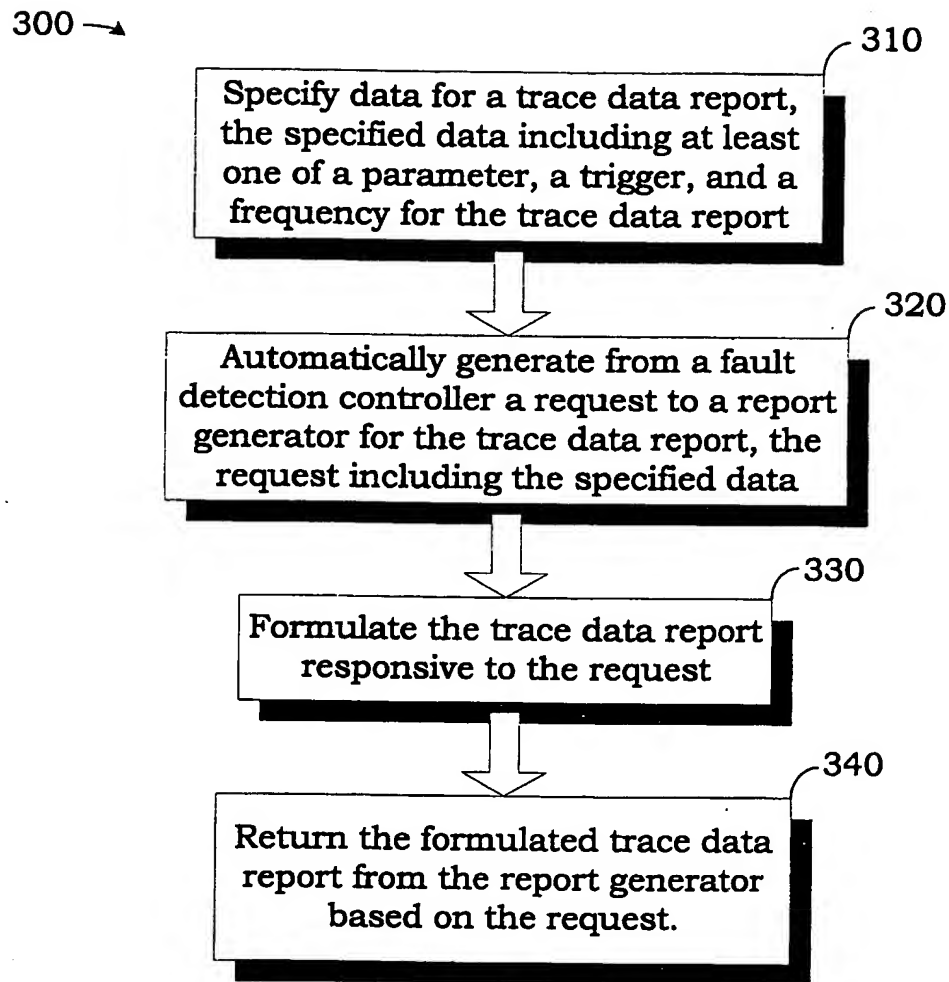 300
310
Specify data for a trace data report,
the specified data including at least
one of a parameter, a trigger, and a
frequency for the trace data report
320
Automatically generate from a fault
detection controller a request to a report
generator for the trace data report, the
request including the specified data
330
Formulate the trace data report
responsive to the request
340
Return the formulated trace data
report from the report generator
based on the request.